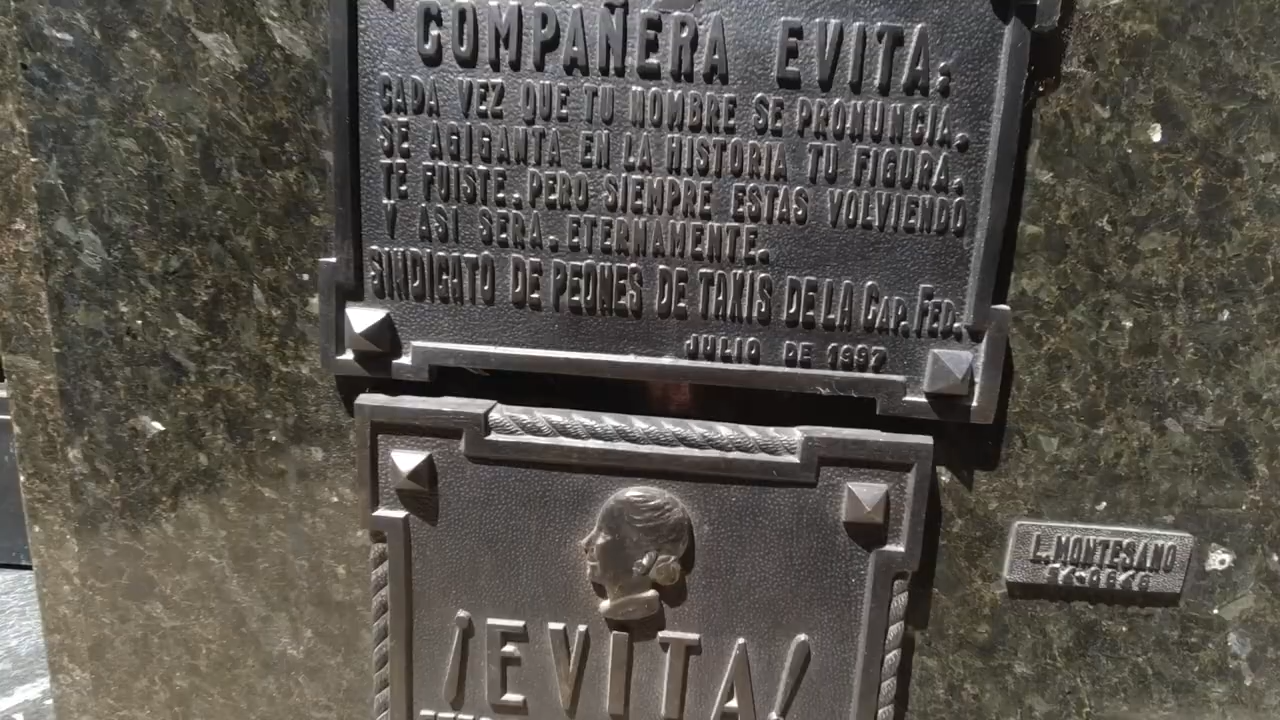 COMPAÑERA EVITA:
CADA VEZ QUE TU NOMBRE SE PRONUNCIA,
SE AGIGANTA EN LA HISTORIA TU FIGURA.
TE FUISTE, PERO SIEMPRE ESTAS VOLVIENDO
Y ASI SERA, ETERNAMENTE.
SINDICATO DE PEONES DE TAXIS DE LA CAP. FED.
JULIO DE 1997
¡EVITA!
L. MONTESANO